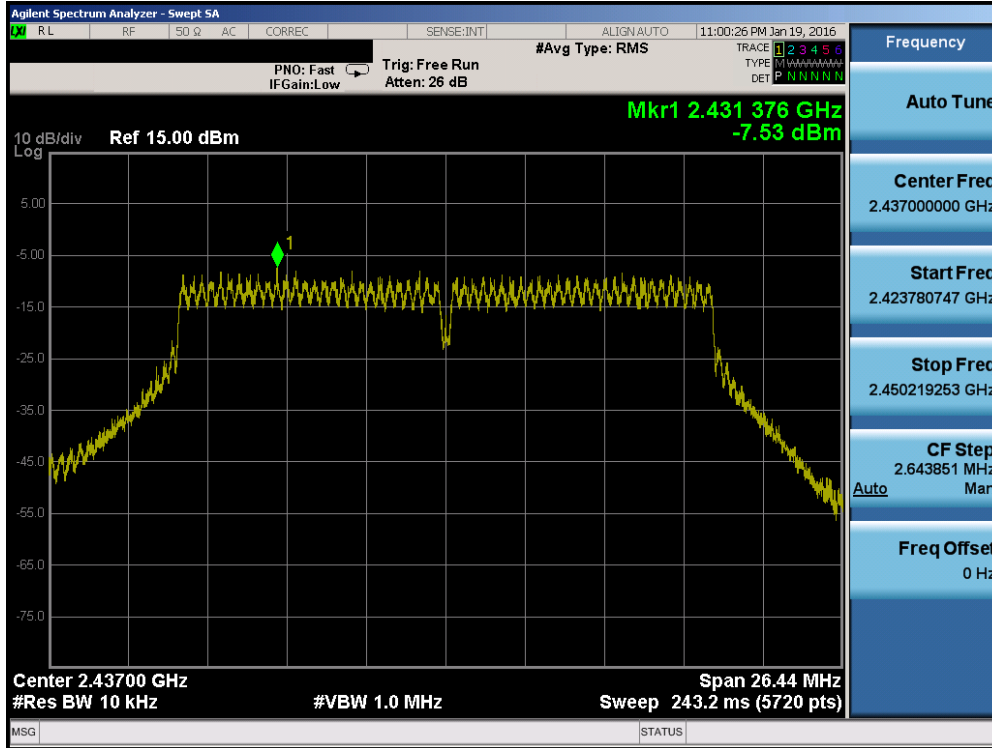 Agilent Spectrum Analyzer - Swept SA
LXI RL RF 50 Ω AC CORREC SENSE:INT ALIGN AUTO 11:00:26 PM Jan 19, 2016
#Avg Type: RMS TRACE 1 2 3 4 5 6
PNO: Fast Trig: Free Run TYPE M
IFGain:Low Atten: 26 dB DET P N N N N N
Mkr1 2.431 376 GHz
10 dB/div Ref 15.00 dBm -7.53 dBm
Log
5.00
1
-5.00
-15.0
-25.0
-35.0
-45.0
-55.0
-65.0
-75.0
Center 2.43700 GHz Span 26.44 MHz
#Res BW 10 kHz #VBW 1.0 MHz Sweep 243.2 ms (5720 pts)
MSG STATUS
Frequency
Auto Tune
Center Freq
2.437000000 GHz
Start Freq
2.423780747 GHz
Stop Freq
2.450219253 GHz
CF Step
2.643851 MHz
Auto Man
Freq Offset
0 Hz